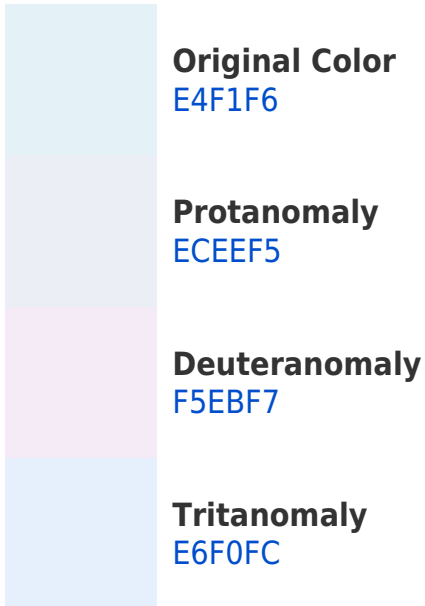 Original Color
E4F1F6
Protanomaly
ECEEF5
Deuteranomaly
F5EBF7
Tritanomaly
E6F0FC